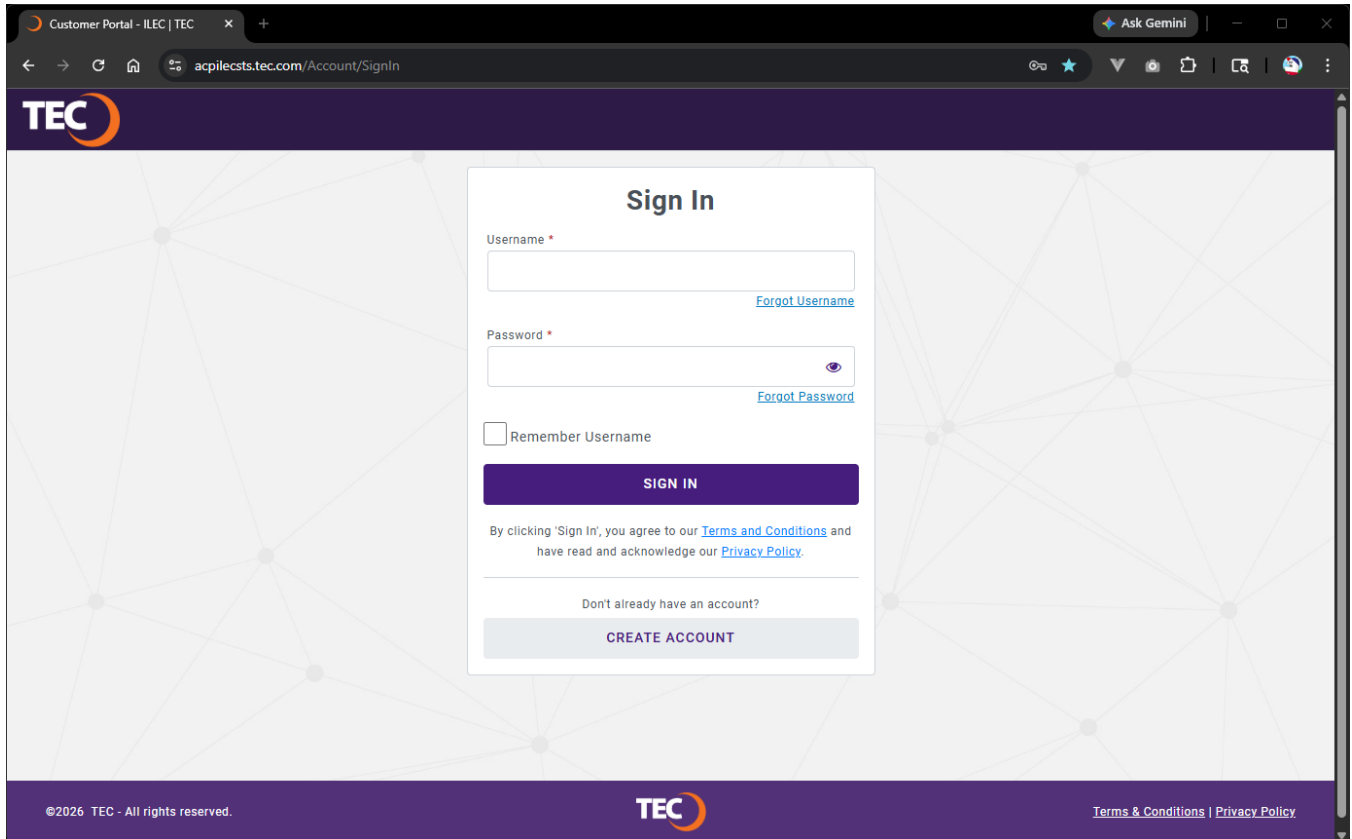 Customer Portal - ILEC | TEC
Ask Gemini
acpilecsts.tec.com/Account/SignIn
TEC
Sign In
Username *
Forgot Username
Password *
Forgot Password
Remember Username
SIGN IN
By clicking 'Sign In', you agree to our Terms and Conditions and
have read and acknowledge our Privacy Policy.
Don't already have an account?
CREATE ACCOUNT
©2026 TEC - All rights reserved.
TEC
Terms & Conditions | Privacy Policy